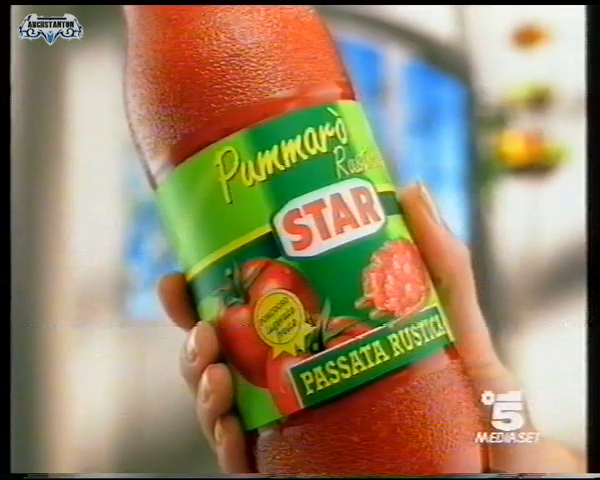 AUGUSTANTON
Pummarò
Rustica
STAR
PASSATA RUSTICA
5
MEDIASET